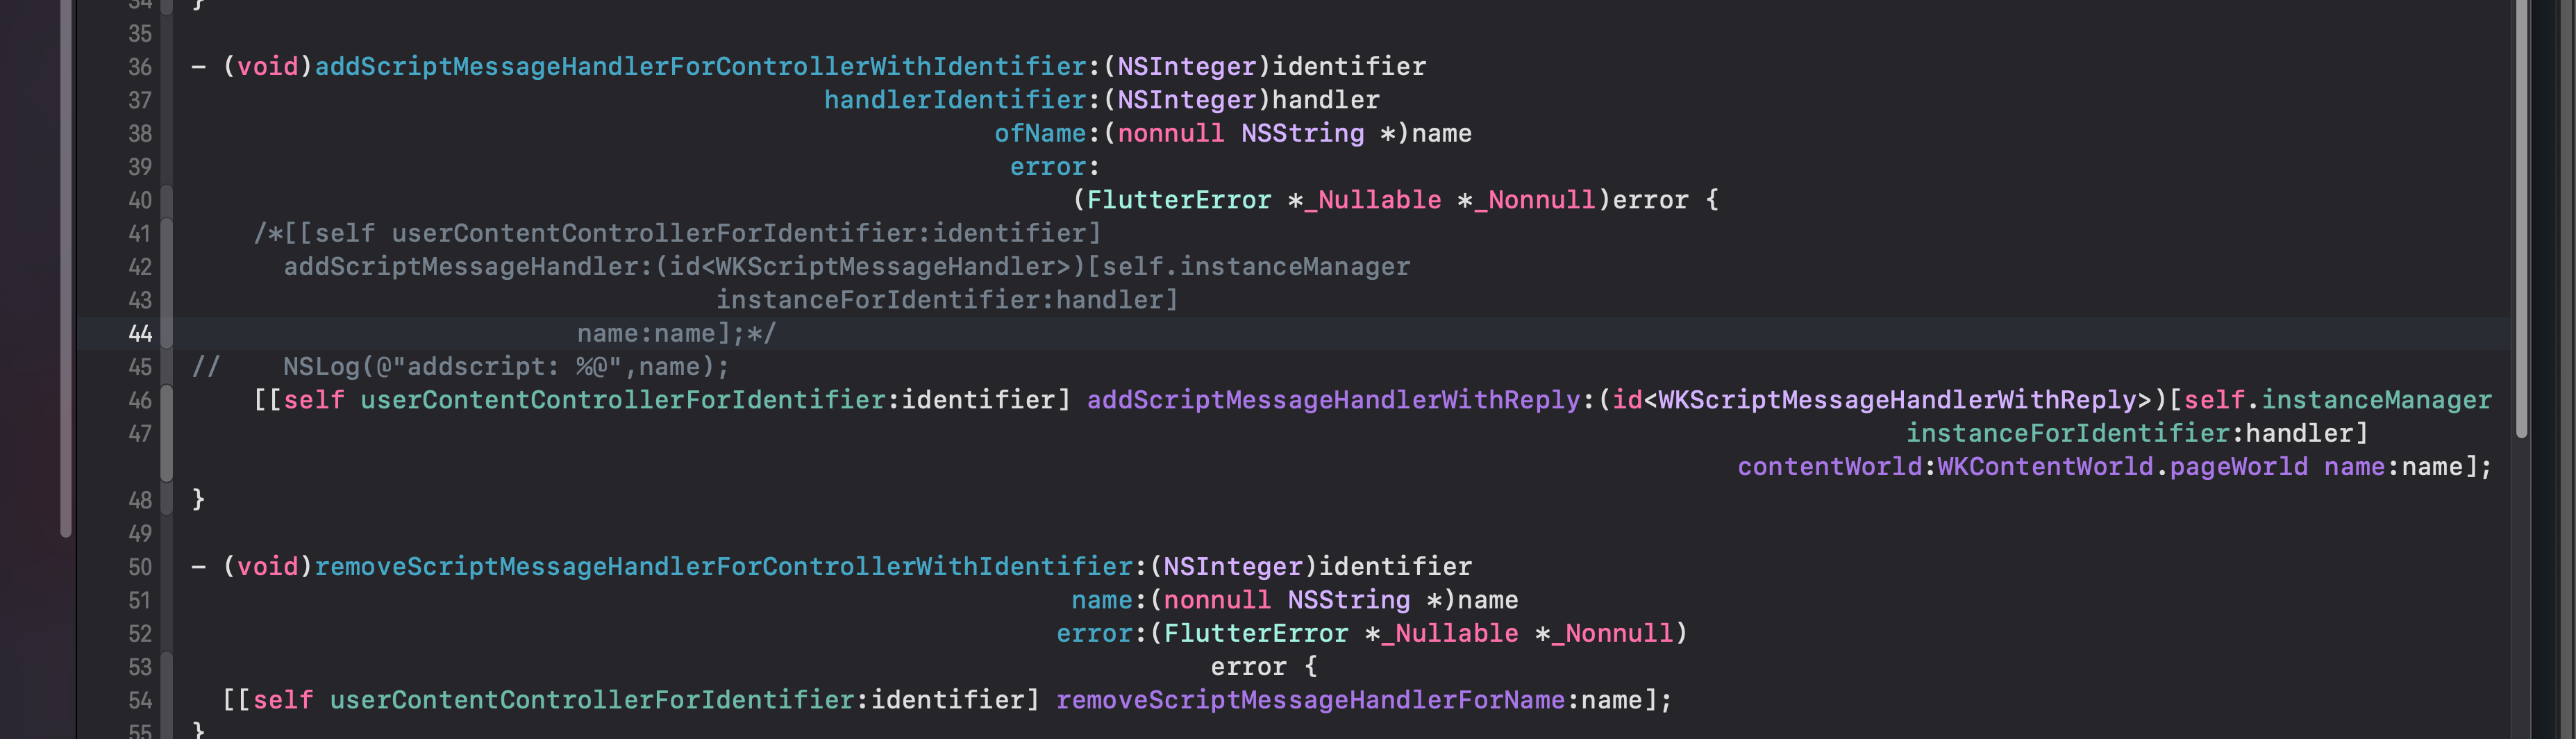 34 }
35
36 - (void)addScriptMessageHandlerForControllerWithIdentifier:(NSInteger)identifier
37 handlerIdentifier:(NSInteger)handler
38 ofName:(nonnull NSString *)name
39 error:
40 (FlutterError *_Nullable *_Nonnull)error {
41 /*[[self userContentControllerForIdentifier:identifier]
42 addScriptMessageHandler:(id<WKScriptMessageHandler>)[self.instanceManager
43 instanceForIdentifier:handler]
44 name:name];*/
45 //    NSLog(@"addscript: %@",name);
46 [[self userContentControllerForIdentifier:identifier] addScriptMessageHandlerWithReply:(id<WKScriptMessageHandlerWithReply>)[self.instanceManager
47 instanceForIdentifier:handler]
contentWorld:WKContentWorld.pageWorld name:name];
48 }
49
50 - (void)removeScriptMessageHandlerForControllerWithIdentifier:(NSInteger)identifier
51 name:(nonnull NSString *)name
52 error:(FlutterError *_Nullable *_Nonnull)
53 error {
54 [[self userContentControllerForIdentifier:identifier] removeScriptMessageHandlerForName:name];
55 }